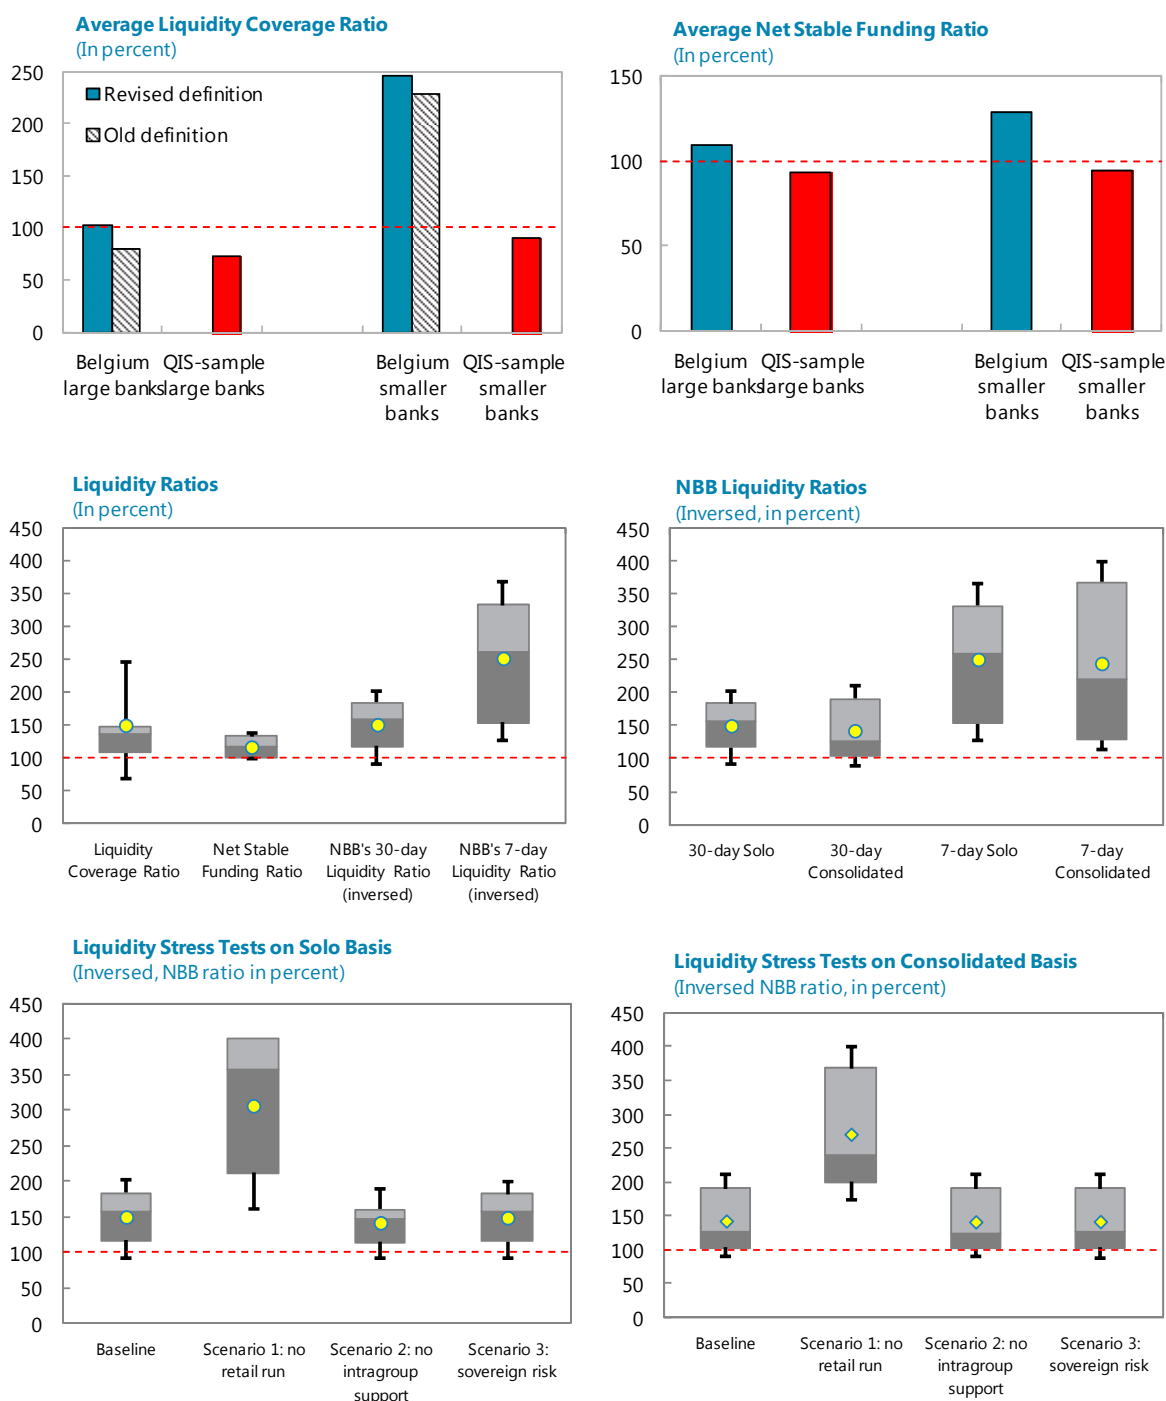 Average Liquidity Coverage Ratio
(In percent)
250
200
150
100
50
0
Revised definition
Old definition
Belgium QIS-sample Belgium QIS-sample
large banks large banks smaller smaller
banks banks
Average Net Stable Funding Ratio
(In percent)
150
100
50
0
Belgium QIS-sample Belgium QIS-sample
large banks large banks smaller smaller
banks banks
Liquidity Ratios
(In percent)
450
400
350
300
250
200
150
100
50
0
Liquidity Net Stable NBB's 30-day NBB's 7-day
Coverage Ratio Funding Ratio Liquidity Ratio Liquidity Ratio
(inversed) (inversed)
NBB Liquidity Ratios
(Inversed, in percent)
450
400
350
300
250
200
150
100
50
0
30-day Solo 30-day 7-day Solo 7-day
Consolidated Consolidated
Liquidity Stress Tests on Solo Basis
(Inversed, NBB ratio in percent)
450
400
350
300
250
200
150
100
50
0
Baseline Scenario 1: no Scenario 2: no Scenario 3:
retail run intragroup sovereign risk
support
Liquidity Stress Tests on Consolidated Basis
(Inversed NBB ratio, in percent)
450
400
350
300
250
200
150
100
50
0
Baseline Scenario 1: no Scenario 2: no Scenario 3:
retail run intragroup sovereign risk
support